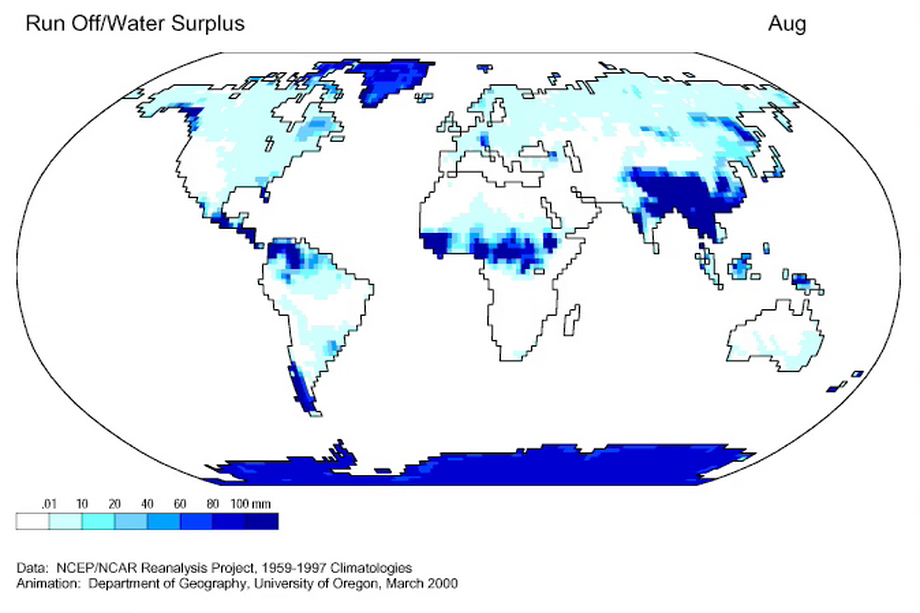 Run Off/Water Surplus
Aug
.01 10 20 40 60 80 100 mm
Data: NCEP/NCAR Reanalysis Project, 1959-1997 Climatologies
Animation: Department of Geography, University of Oregon, March 2000